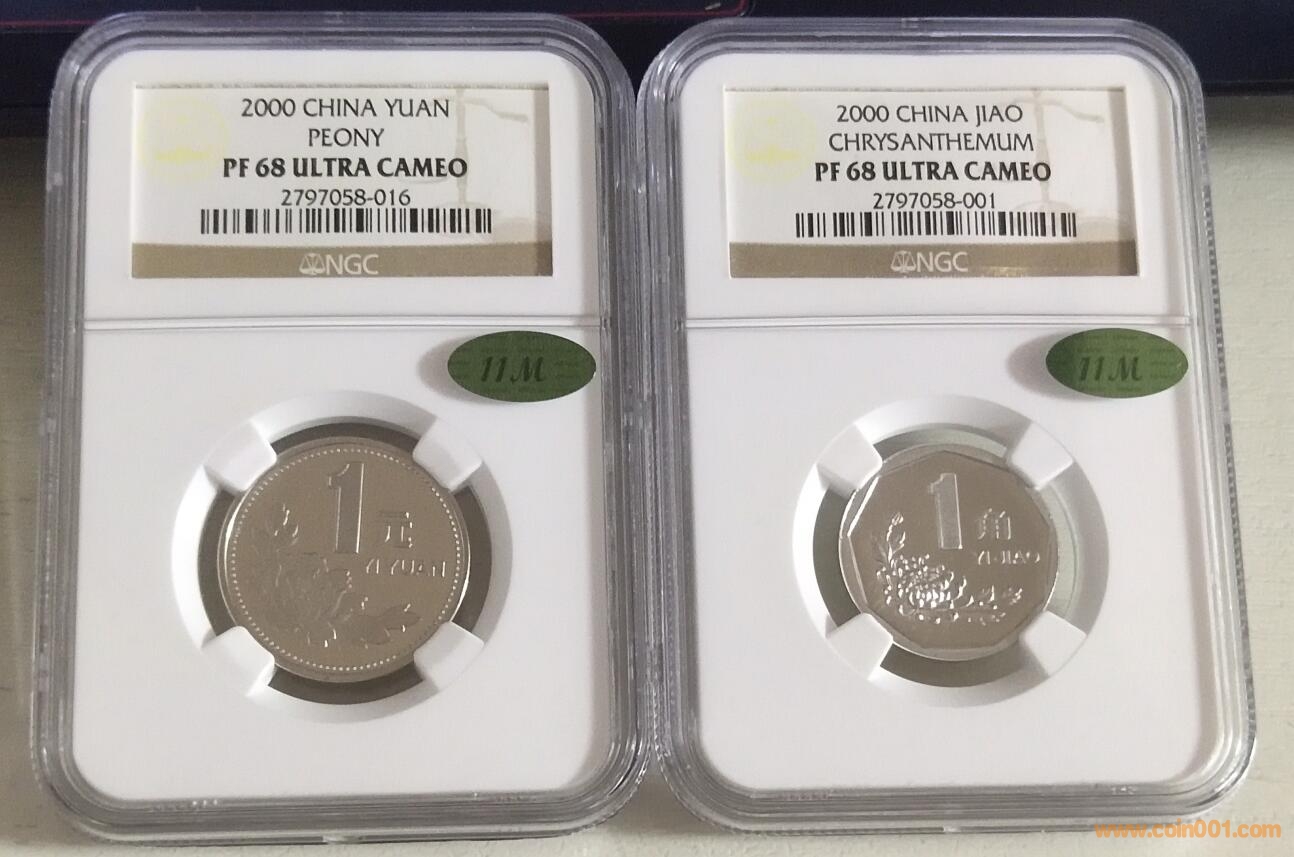 2000 CHINA YUAN
PEONY
PF 68 ULTRA CAMEO
2797058-016
NGC
11M
1
元
YI YUAN
2000 CHINA JIAO
CHRYSANTHEMUM
PF 68 ULTRA CAMEO
2797058-001
NGC
11M
1
角
YI JIAO
www.coin001.com